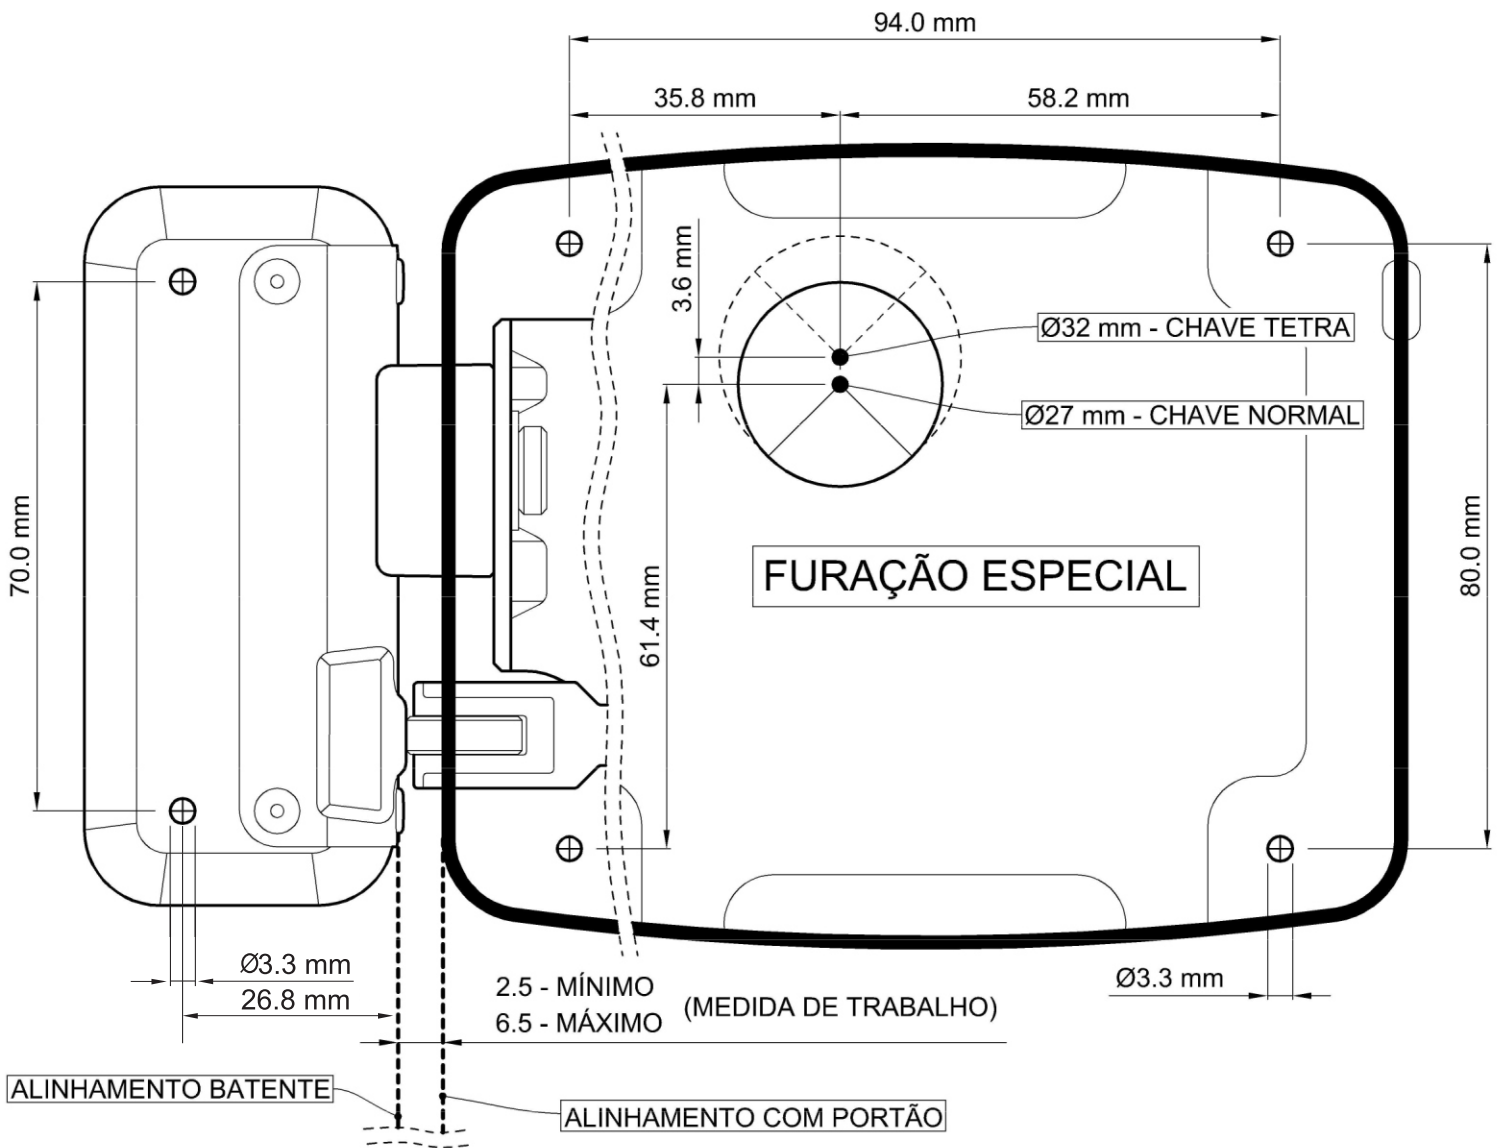 94.0 mm
35.8 mm
58.2 mm
3.6 mm
Ø32 mm - CHAVE TETRA
Ø27 mm - CHAVE NORMAL
70.0 mm
FURAÇÃO ESPECIAL
80.0 mm
61.4 mm
Ø3.3 mm
26.8 mm
2.5 - MÍNIMO
6.5 - MÁXIMO
(MEDIDA DE TRABALHO)
Ø3.3 mm
ALINHAMENTO BATENTE
ALINHAMENTO COM PORTÃO